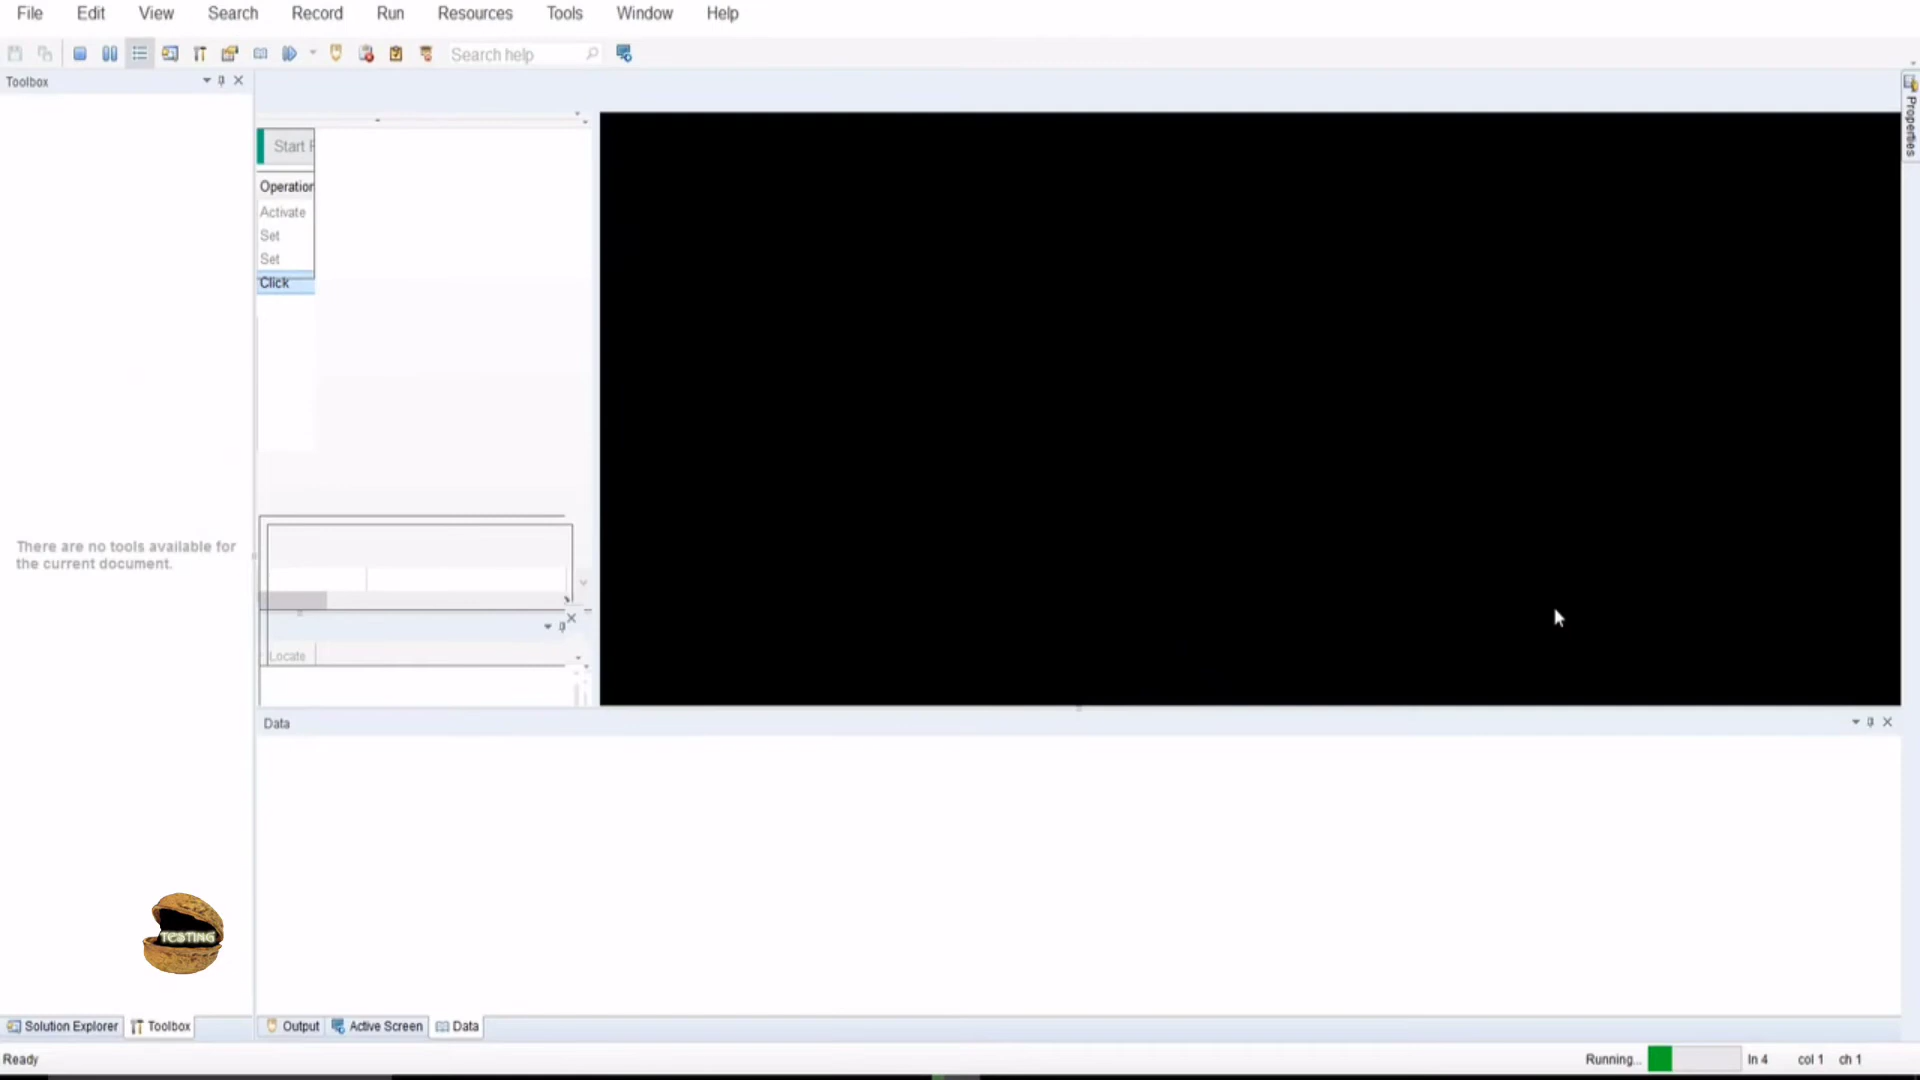 File Edit View Search Record Run Resources Tools Window Help
Search help
Toolbox
Properties
Start
Operation
Activate
Set
Set
Click
There are no tools available for
the current document.
Locate
Data
TESTING
Solution Explorer Toolbox Output Active Screen Data
Ready Running... ln 4 col 1 ch 1